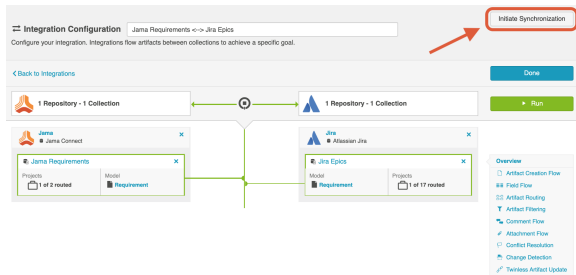 Integration Configuration
Jama Requirements <--> Jira Epics
Initiate Synchronization
Configure your integration. Integrations flow artifacts between collections to achieve a specific goal.
Back to Integrations
Done
1 Repository - 1 Collection
1 Repository - 1 Collection
Run
Jama
Jama Connect
Jira
Atlassian Jira
Jama Requirements
Projects
1 of 2 routed
Model
Requirement
Jira Epics
Model
Requirement
Projects
1 of 17 routed
Overview
Artifact Creation Flow
Field Flow
Artifact Routing
Artifact Filtering
Comment Flow
Attachment Flow
Conflict Resolution
Change Detection
Twinless Artifact Update